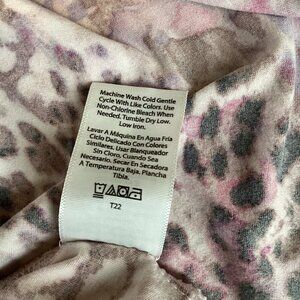 Machine Wash Cold Gentle
Cycle With Like Colors. Use
Non-Chlorine Bleach When
Needed. Tumble Dry Low.
Low Iron.
Lavar A Máquina En Agua Fria
Ciclo Delicado Con Colores
Similares. Usar Blanqueador
Sin Cloro, Cuando Sea
Necesario. Secar En Secadora
A Temperatura Baja. Plancha
Tibia.
T22